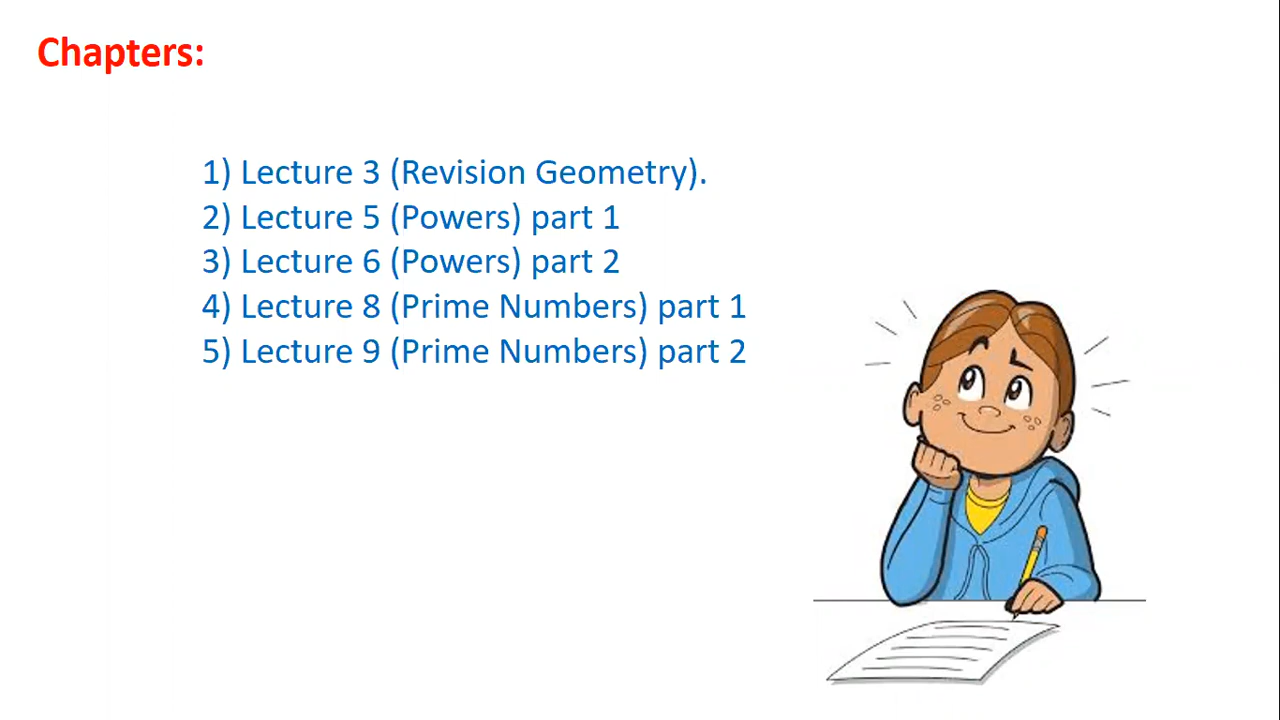 Chapters:
1) Lecture 3 (Revision Geometry).
2) Lecture 5 (Powers) part 1
3) Lecture 6 (Powers) part 2
4) Lecture 8 (Prime Numbers) part 1
5) Lecture 9 (Prime Numbers) part 2